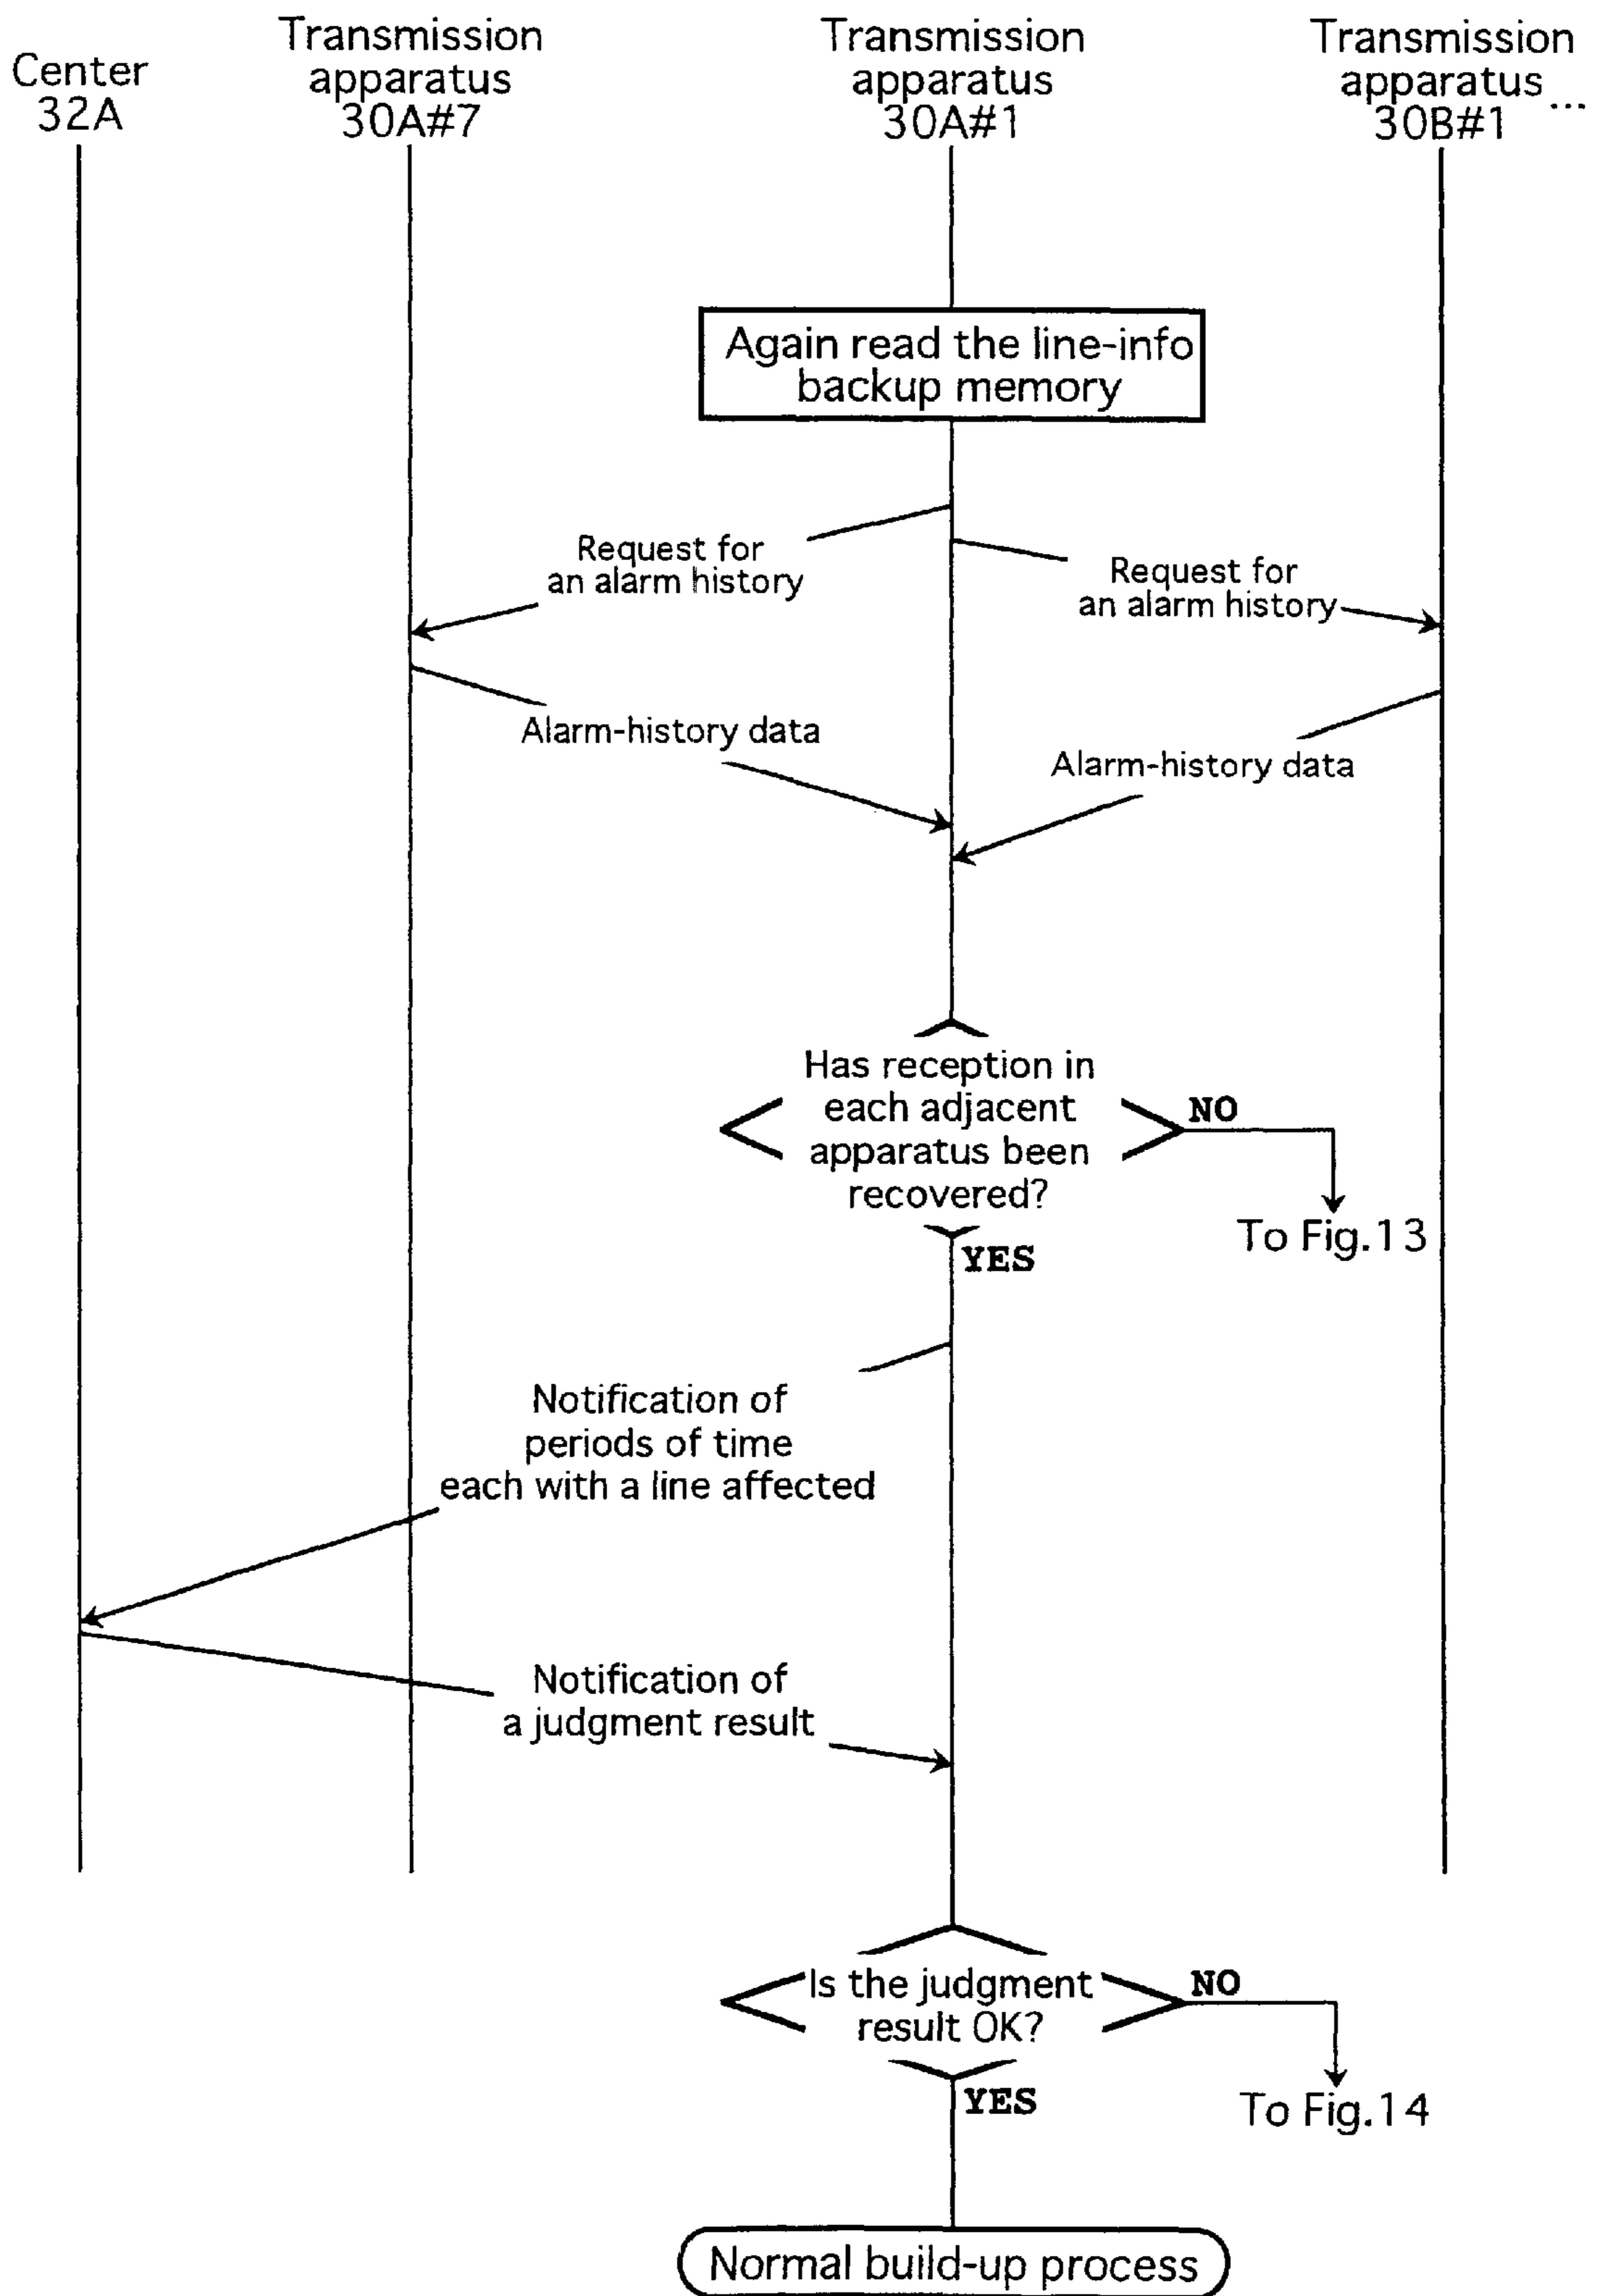 Center
32A
Transmission
apparatus
30A#7
Transmission
apparatus
30A#1
Transmission
apparatus ...
30B#1
Again read the line-info
backup memory
Request for
an alarm history
Request for
an alarm history
Alarm-history data
Alarm-history data
Has reception in
each adjacent
apparatus been
recovered?
NO
To Fig.13
YES
Notification of
periods of time
each with a line affected
Notification of
a judgment result
Is the judgment
result OK?
NO
To Fig.14
YES
Normal build-up process